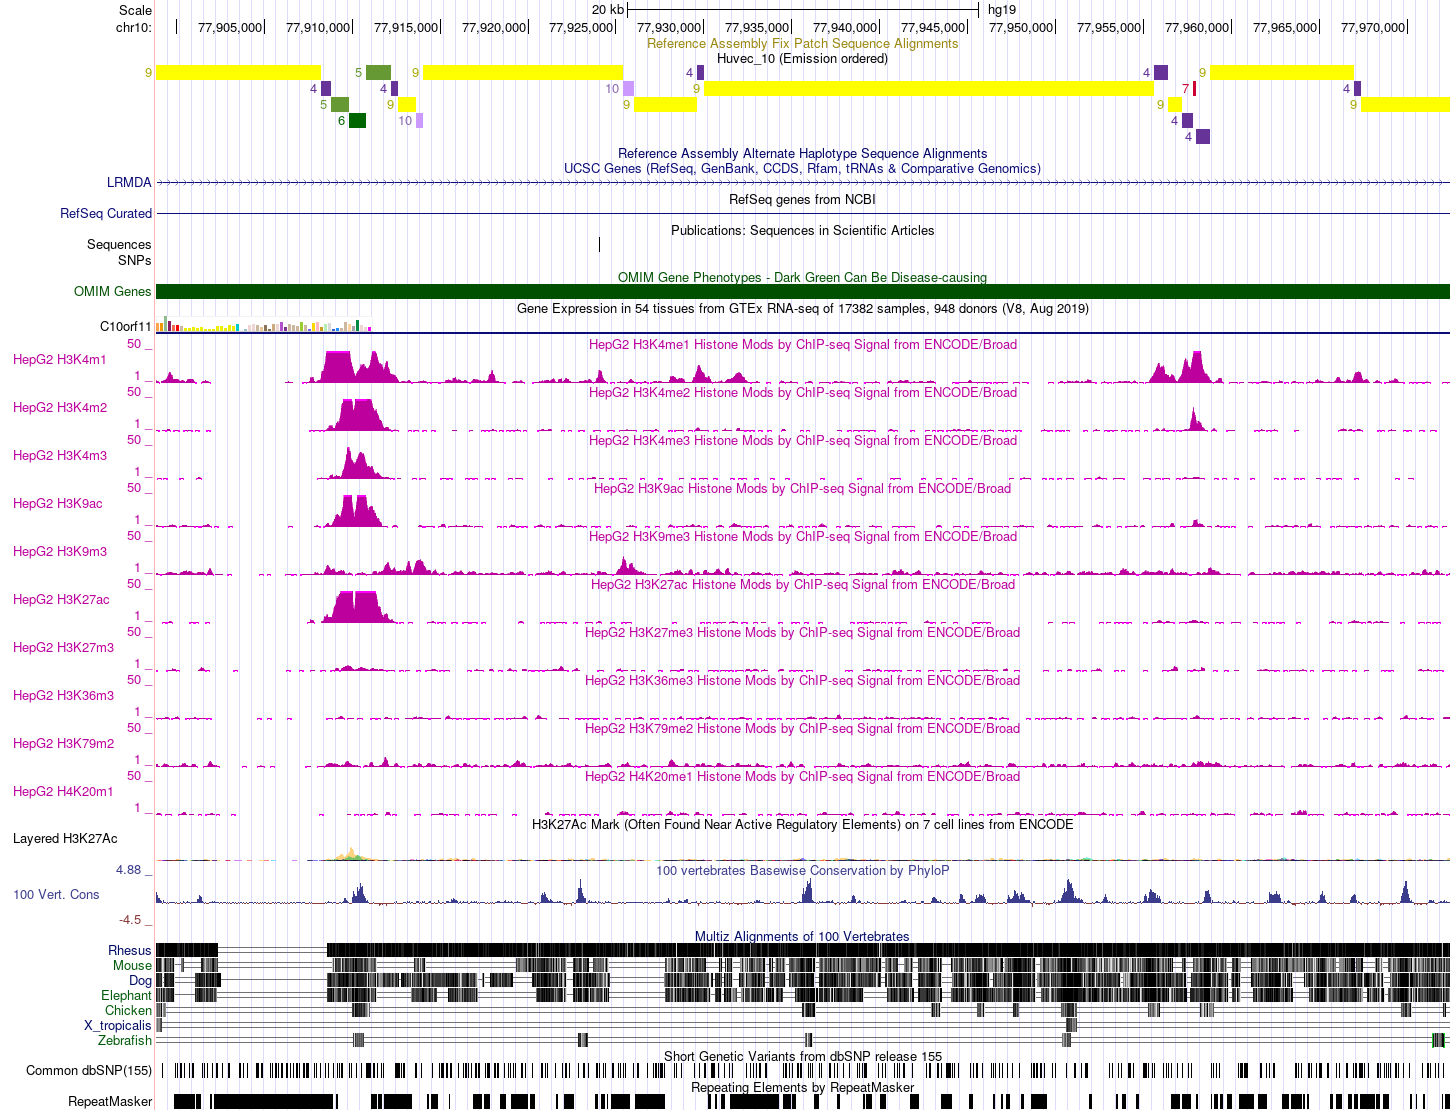 Scale 20 kb hg19
chr10: 77,905,000 77,910,000 77,915,000 77,920,000 77,925,000 77,930,000 77,935,000 77,940,000 77,945,000 77,950,000 77,955,000 77,960,000 77,965,000 77,970,000
Reference Assembly Fix Patch Sequence Alignments
Huvec_10 (Emission ordered)
9 5 9 4 4 9
4 4 10 9 7 4
5 9 9 9 9
6 10 4
4
Reference Assembly Alternate Haplotype Sequence Alignments
UCSC Genes (RefSeq, GenBank, CCDS, Rfam, tRNAs & Comparative Genomics)
LRMDA
RefSeq genes from NCBI
RefSeq Curated
Publications: Sequences in Scientific Articles
Sequences
SNPs
OMIM Gene Phenotypes - Dark Green Can Be Disease-causing
OMIM Genes
Gene Expression in 54 tissues from GTEx RNA-seq of 17382 samples, 948 donors (V8, Aug 2019)
C10orf11
50 _ HepG2 H3K4me1 Histone Mods by ChIP-seq Signal from ENCODE/Broad
HepG2 H3K4m1
1 _
50 _ HepG2 H3K4me2 Histone Mods by ChIP-seq Signal from ENCODE/Broad
HepG2 H3K4m2
1 _
50 _ HepG2 H3K4me3 Histone Mods by ChIP-seq Signal from ENCODE/Broad
HepG2 H3K4m3
1 _
50 _ HepG2 H3K9ac Histone Mods by ChIP-seq Signal from ENCODE/Broad
HepG2 H3K9ac
1 _
50 _ HepG2 H3K9me3 Histone Mods by ChIP-seq Signal from ENCODE/Broad
HepG2 H3K9m3
1 _
50 _ HepG2 H3K27ac Histone Mods by ChIP-seq Signal from ENCODE/Broad
HepG2 H3K27ac
1 _
50 _ HepG2 H3K27me3 Histone Mods by ChIP-seq Signal from ENCODE/Broad
HepG2 H3K27m3
1 _
50 _ HepG2 H3K36me3 Histone Mods by ChIP-seq Signal from ENCODE/Broad
HepG2 H3K36m3
1 _
50 _ HepG2 H3K79me2 Histone Mods by ChIP-seq Signal from ENCODE/Broad
HepG2 H3K79m2
1 _
50 _ HepG2 H4K20me1 Histone Mods by ChIP-seq Signal from ENCODE/Broad
HepG2 H4K20m1
1 _
H3K27Ac Mark (Often Found Near Active Regulatory Elements) on 7 cell lines from ENCODE
Layered H3K27Ac
4.88 _ 100 vertebrates Basewise Conservation by PhyloP
100 Vert. Cons
-4.5 _
Multiz Alignments of 100 Vertebrates
Rhesus
Mouse
Dog
Elephant
Chicken
X_tropicalis
Zebrafish
Short Genetic Variants from dbSNP release 155
Common dbSNP(155)
Repeating Elements by RepeatMasker
RepeatMasker